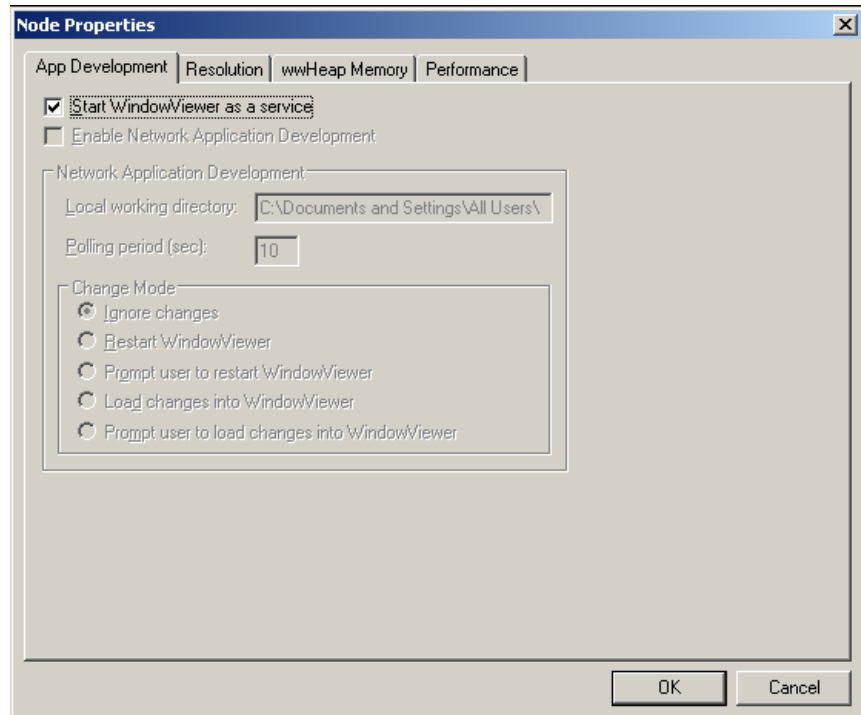 Node Properties
App Development Resolution wwHeap Memory Performance
Start WindowViewer as a service
Enable Network Application Development
Network Application Development
Local working directory: C:\Documents and Settings\All Users\
Polling period (sec): 10
Change Mode
Ignore changes
Restart WindowViewer
Prompt user to restart WindowViewer
Load changes into WindowViewer
Prompt user to load changes into WindowViewer
OK Cancel